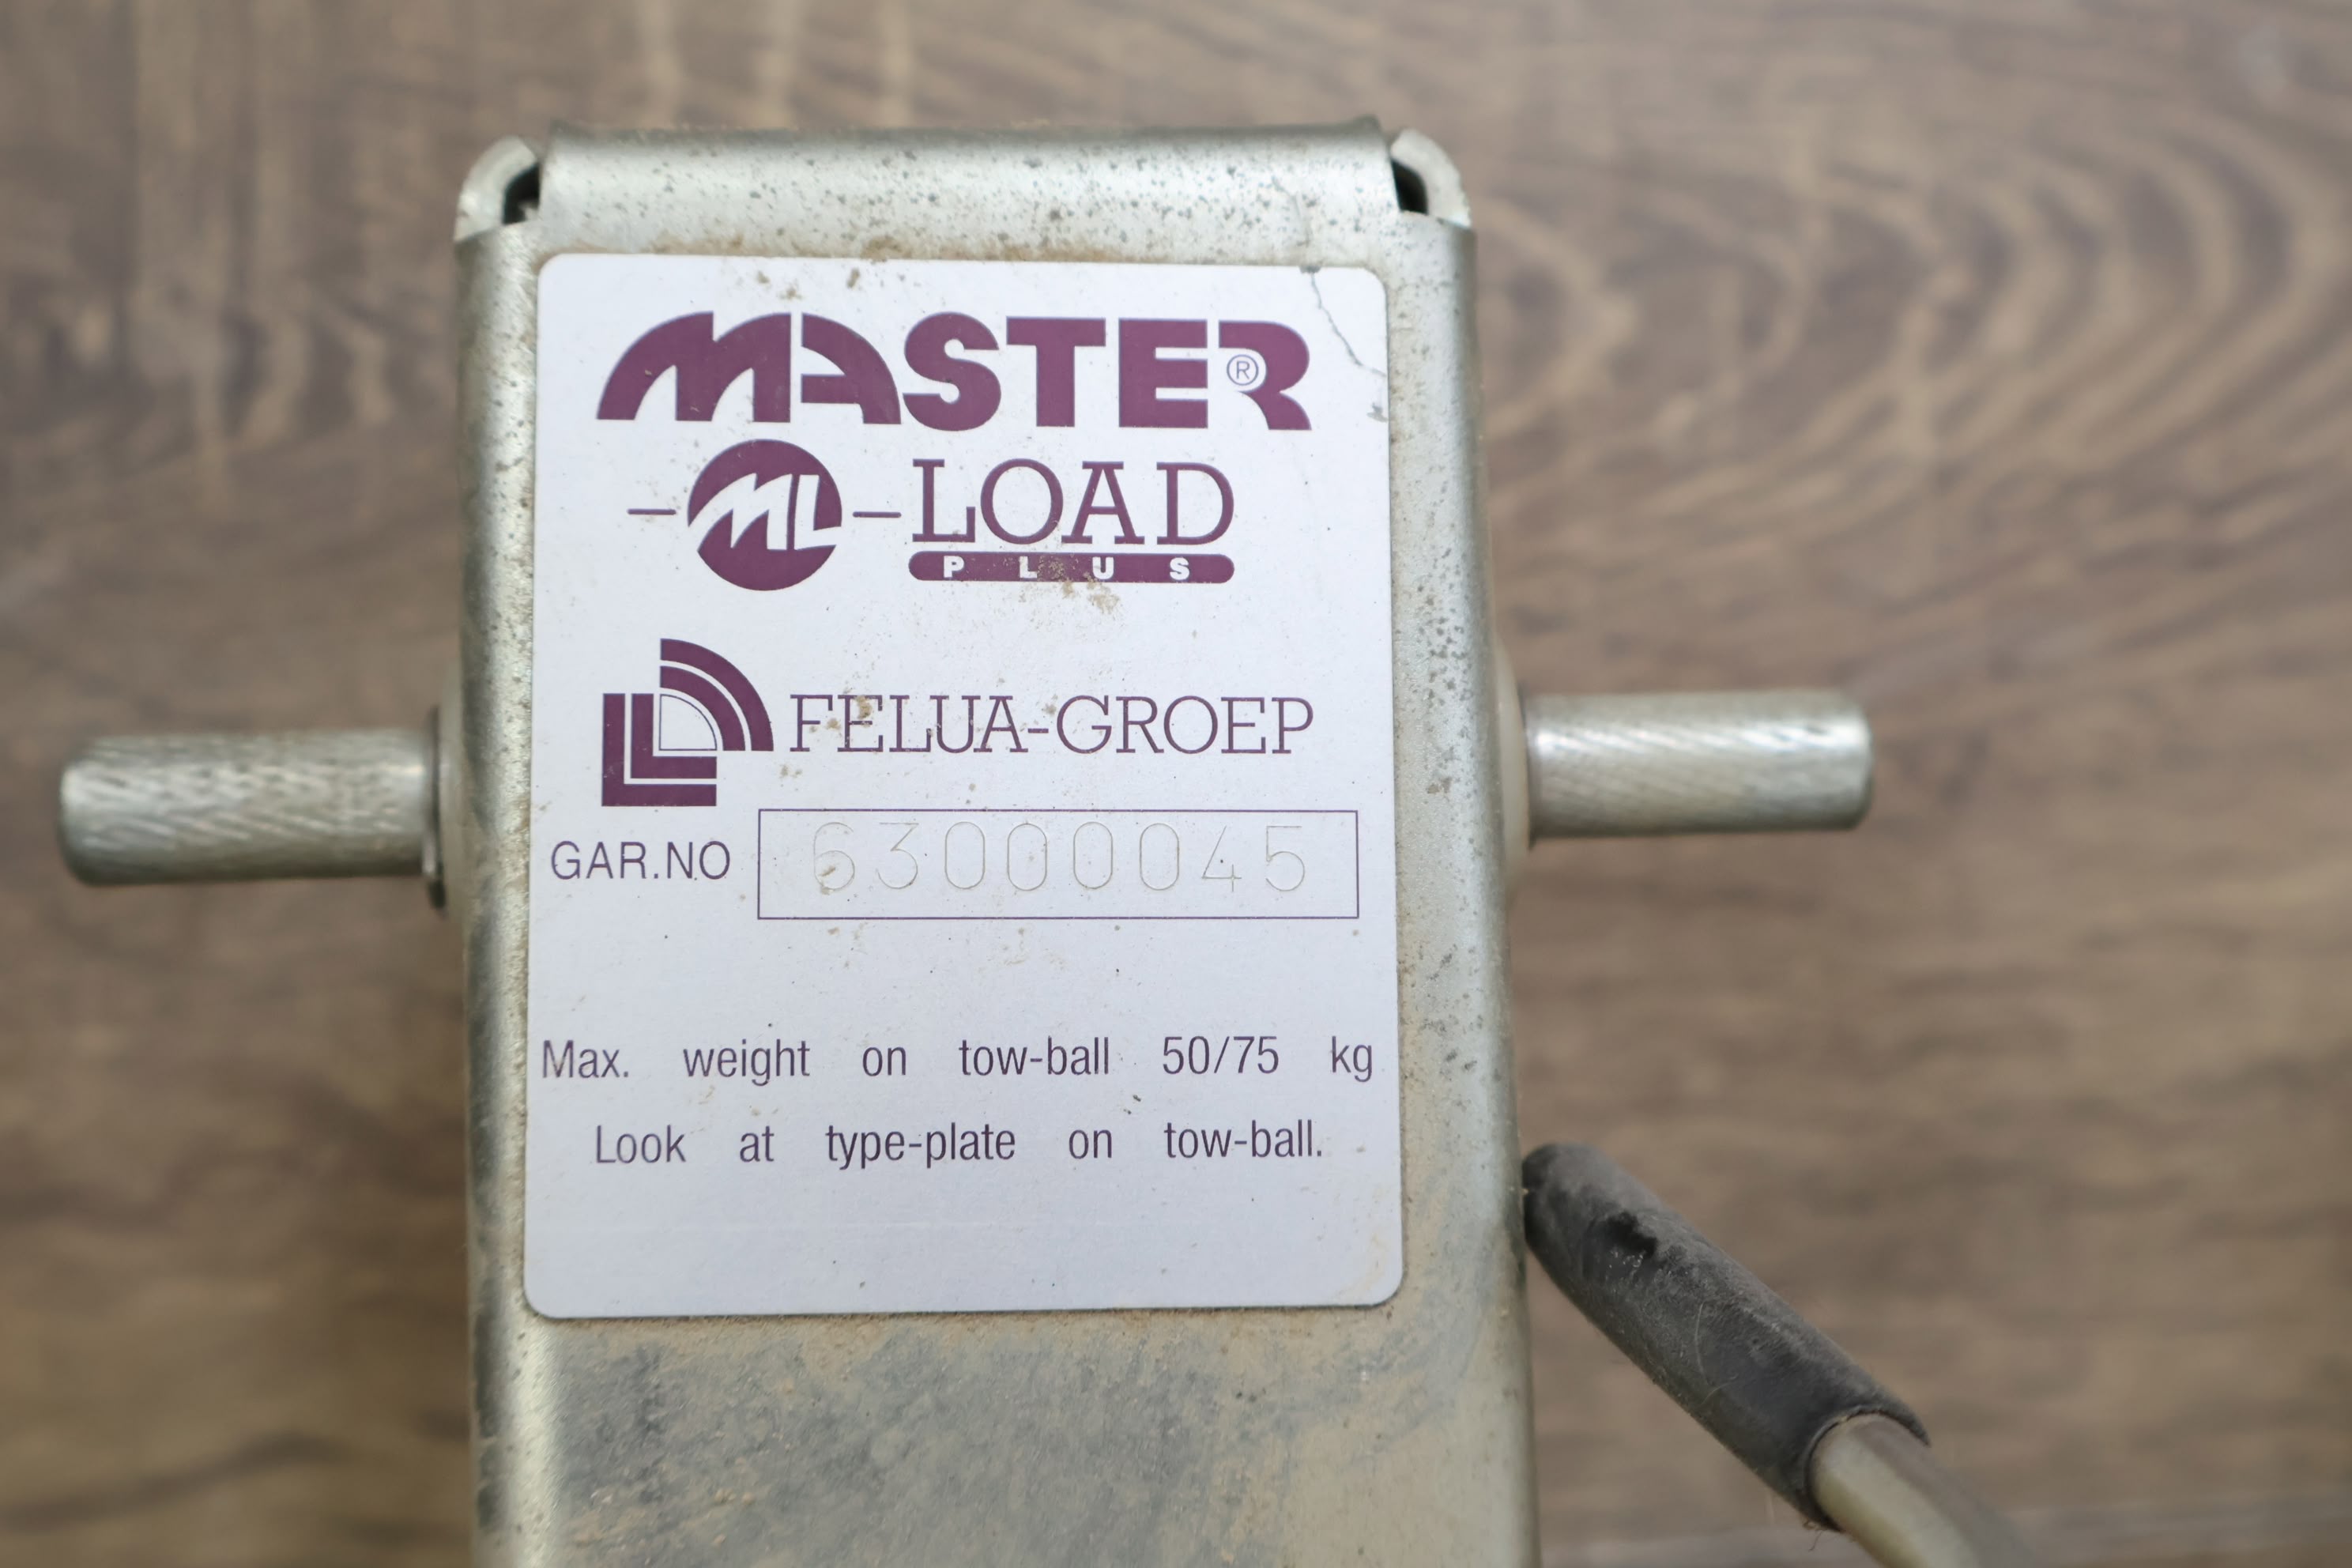 MASTER®
-ML-LOAD
PLUS
FELUA-GROEP
GAR.NO 63000045
Max. weight on tow-ball 50/75 kg
Look at type-plate on tow-ball.